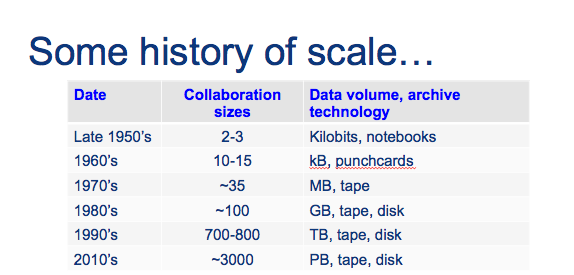 Some history of scale…
Date Collaboration sizes Data volume, archive technology
Late 1950's 2-3 Kilobits, notebooks
1960's 10-15 kB, punchcards
1970's ~35 MB, tape
1980's ~100 GB, tape, disk
1990's 700-800 TB, tape, disk
2010's ~3000 PB, tape, disk